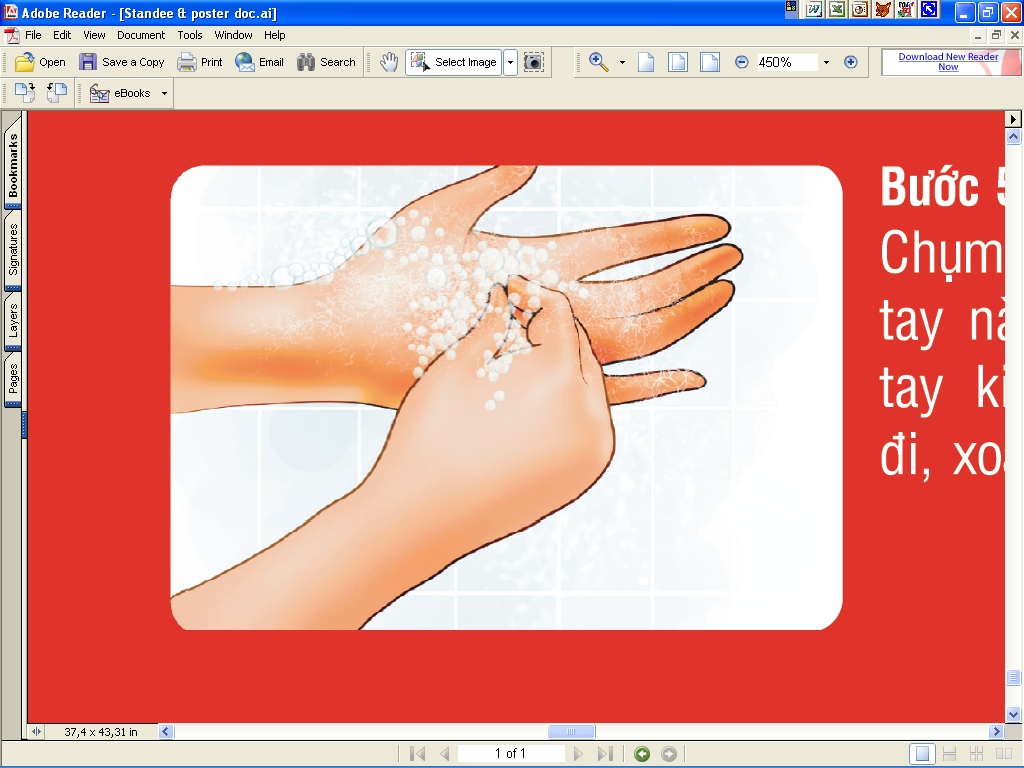 Adobe Reader - [Standee & poster doc.ai]
File Edit View Document Tools Window Help
Open Save a Copy Print Email Search Select Image 450% Download New Reader Now
eBooks
Bookmarks
Signatures
Layers
Pages
Bước 5
Chụm
tay
tay
đi,
37,4 x 43,31 in
1 of 1